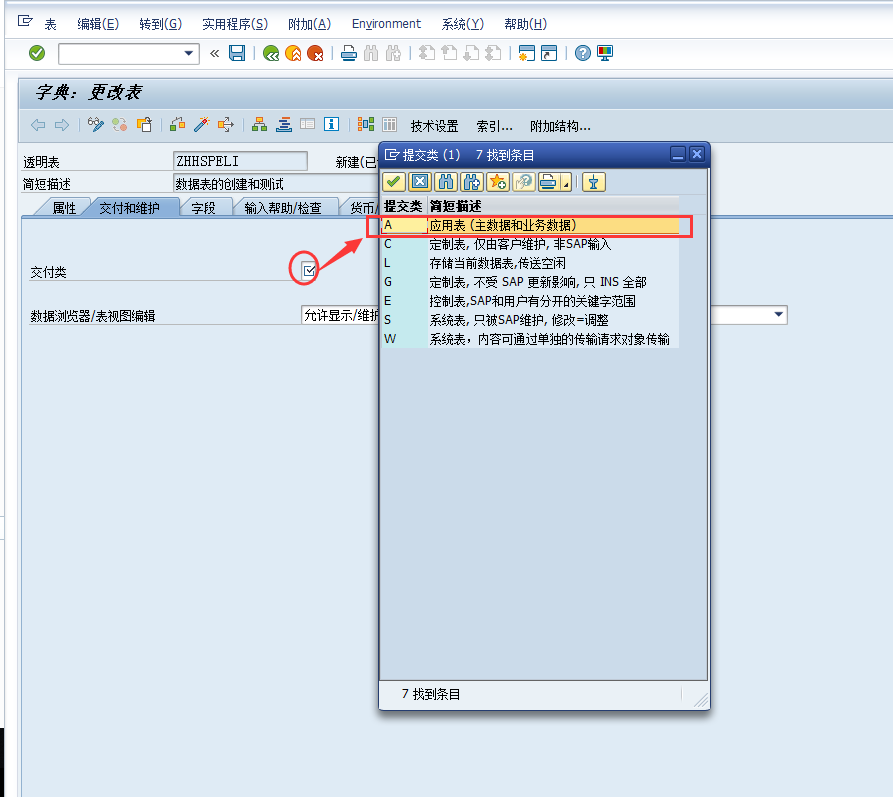 表 编辑(E) 转到(G) 实用程序(S) 附加(A) Environment 系统(Y) 帮助(H)
字典: 更改表
技术设置 索引... 附加结构...
透明表 ZHHSPELI 新建(已
简短描述 数据表的创建和测试
属性 交付和维护 字段 输入帮助/检查 货币/
交付类
数据浏览器/表视图编辑 允许显示/维护
提交类 (1) 7 找到条目
提交类 简短描述
A 应用表 (主数据和业务数据)
C 定制表, 仅由客户维护, 非SAP输入
L 存储当前数据表,传送空闲
G 定制表, 不受 SAP 更新影响, 只 INS 全部
E 控制表,SAP和用户有分开的关键字范围
S 系统表, 只被SAP维护, 修改=调整
W 系统表，内容可通过单独的传输请求对象传输
7 找到条目